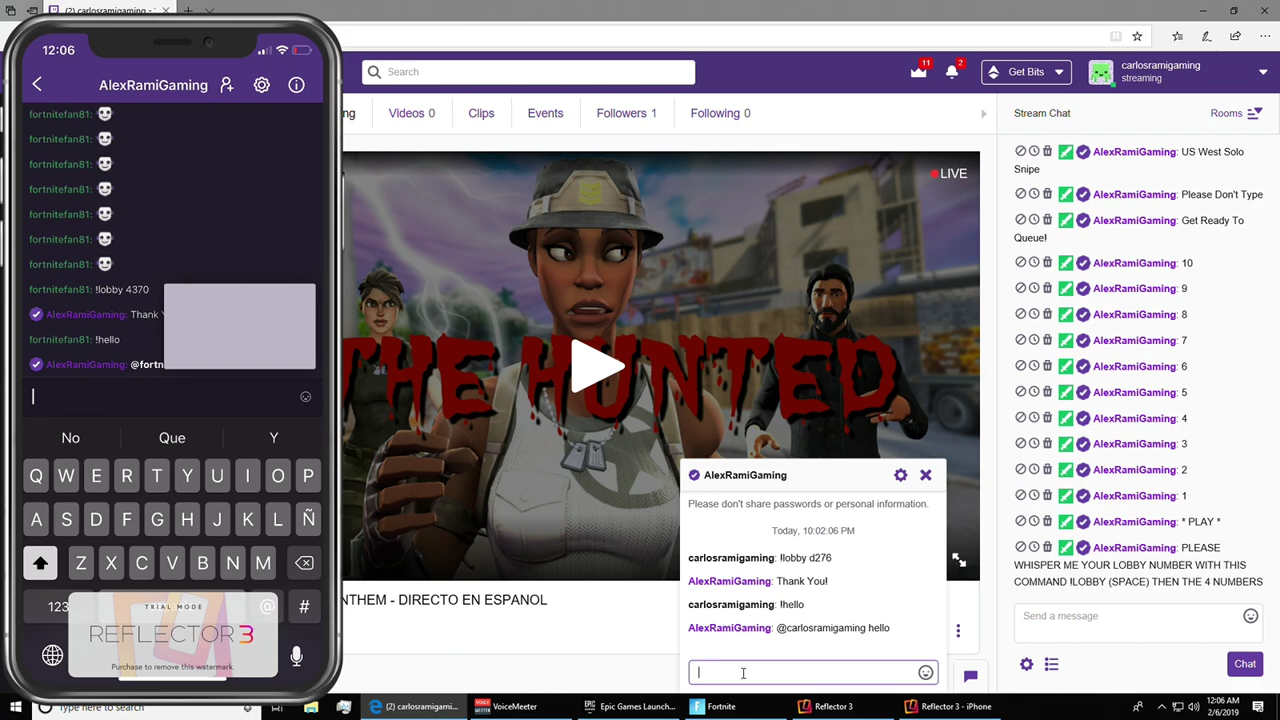 (2) carlosramigaming -
12:06
AlexRamiGaming
fortnitefan81:
fortnitefan81:
fortnitefan81:
fortnitefan81:
fortnitefan81:
fortnitefan81:
fortnitefan81:
fortnitefan81: !lobby 4370
AlexRamiGaming: Thank
fortnitefan81: !hello
AlexRamiGaming: @fortn
No Que Y
Q W E R T Y U I O P
A S D F G H J K L Ñ
Z X C V B N M
123 @ #
TRIAL MODE
REFLECTOR 3
Purchase to remove this watermark.
Search
11
2
Get Bits
carlosramigaming
streaming
ng Videos 0 Clips Events Followers 1 Following 0
LIVE
THE HUNTED
NTHEM - DIRECTO EN ESPANOL
AlexRamiGaming
Please don't share passwords or personal information.
Today, 10:02:06 PM
carlosramigaming: !lobby d276
AlexRamiGaming: Thank You!
carlosramigaming: !hello
AlexRamiGaming: @carlosramigaming hello
Stream Chat Rooms
AlexRamiGaming: US West Solo
Snipe
AlexRamiGaming: Please Don't Type
AlexRamiGaming: Get Ready To
Queue!
AlexRamiGaming: 10
AlexRamiGaming: 9
AlexRamiGaming: 8
AlexRamiGaming: 7
AlexRamiGaming: 6
AlexRamiGaming: 5
AlexRamiGaming: 4
AlexRamiGaming: 3
AlexRamiGaming: 2
AlexRamiGaming: 1
AlexRamiGaming: * PLAY *
AlexRamiGaming: PLEASE
WHISPER ME YOUR LOBBY NUMBER WITH THIS
COMMAND !LOBBY (SPACE) THEN THE 4 NUMBERS
Send a message
Chat
Type here to search
(2) carlosramigami...
VOICE MEETER VoiceMeeter
EPIC Epic Games Launch...
Fortnite
Reflector 3
Reflector 3 - iPhone
12:06 AM
2/6/2019